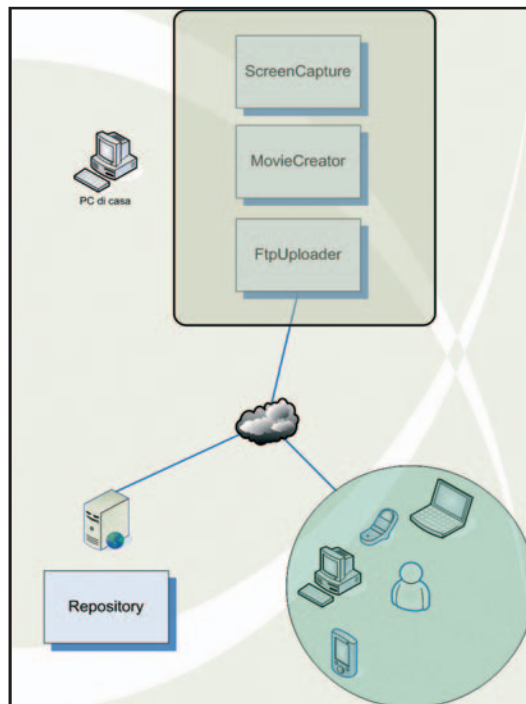 ScreenCapture
MovieCreator
PC di casa
FtpUploader
Repository